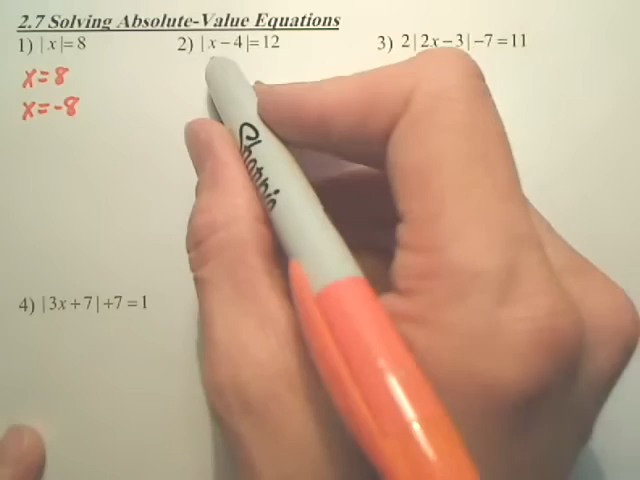 2.7 Solving Absolute-Value Equations
1) |x|=8
2) |x−4|=12
3) 2|2x−3|−7=11
x=8
x=-8
Sharpie
4) |3x+7|+7=1